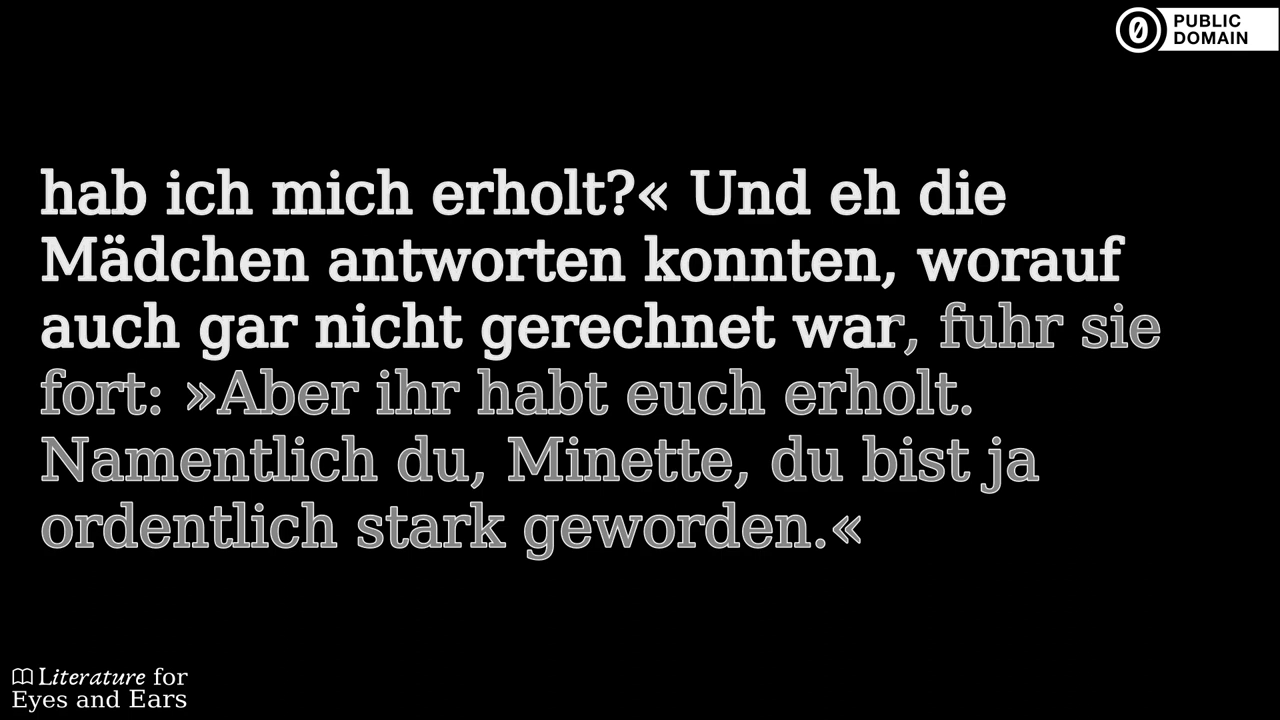 PUBLIC
DOMAIN
hab ich mich erholt?« Und eh die
Mädchen antworten konnten, worauf
auch gar nicht gerechnet war, fuhr sie
fort: »Aber ihr habt euch erholt.
Namentlich du, Minette, du bist ja
ordentlich stark geworden.«
Literature for
Eyes and Ears